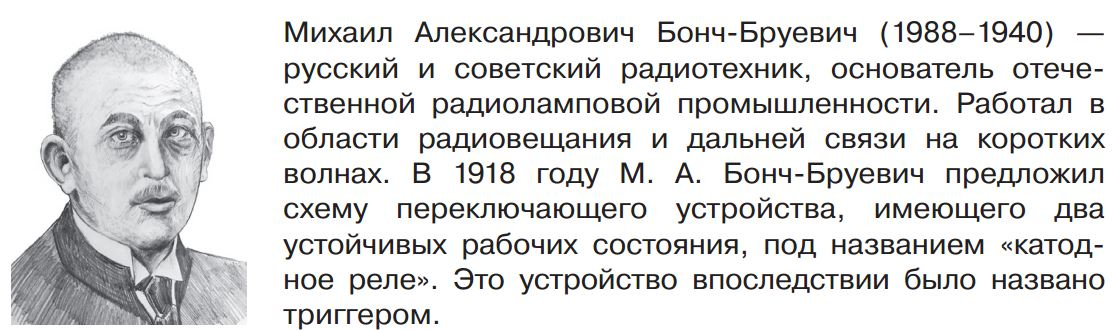 Михаил Александрович Бонч-Бруевич (1988–1940) —
русский и советский радиотехник, основатель отече-
ственной радиоламповой промышленности. Работал в
области радиовещания и дальней связи на коротких
волнах. В 1918 году М. А. Бонч-Бруевич предложил
схему переключающего устройства, имеющего два
устойчивых рабочих состояния, под названием «катод-
ное реле». Это устройство впоследствии было названо
триггером.